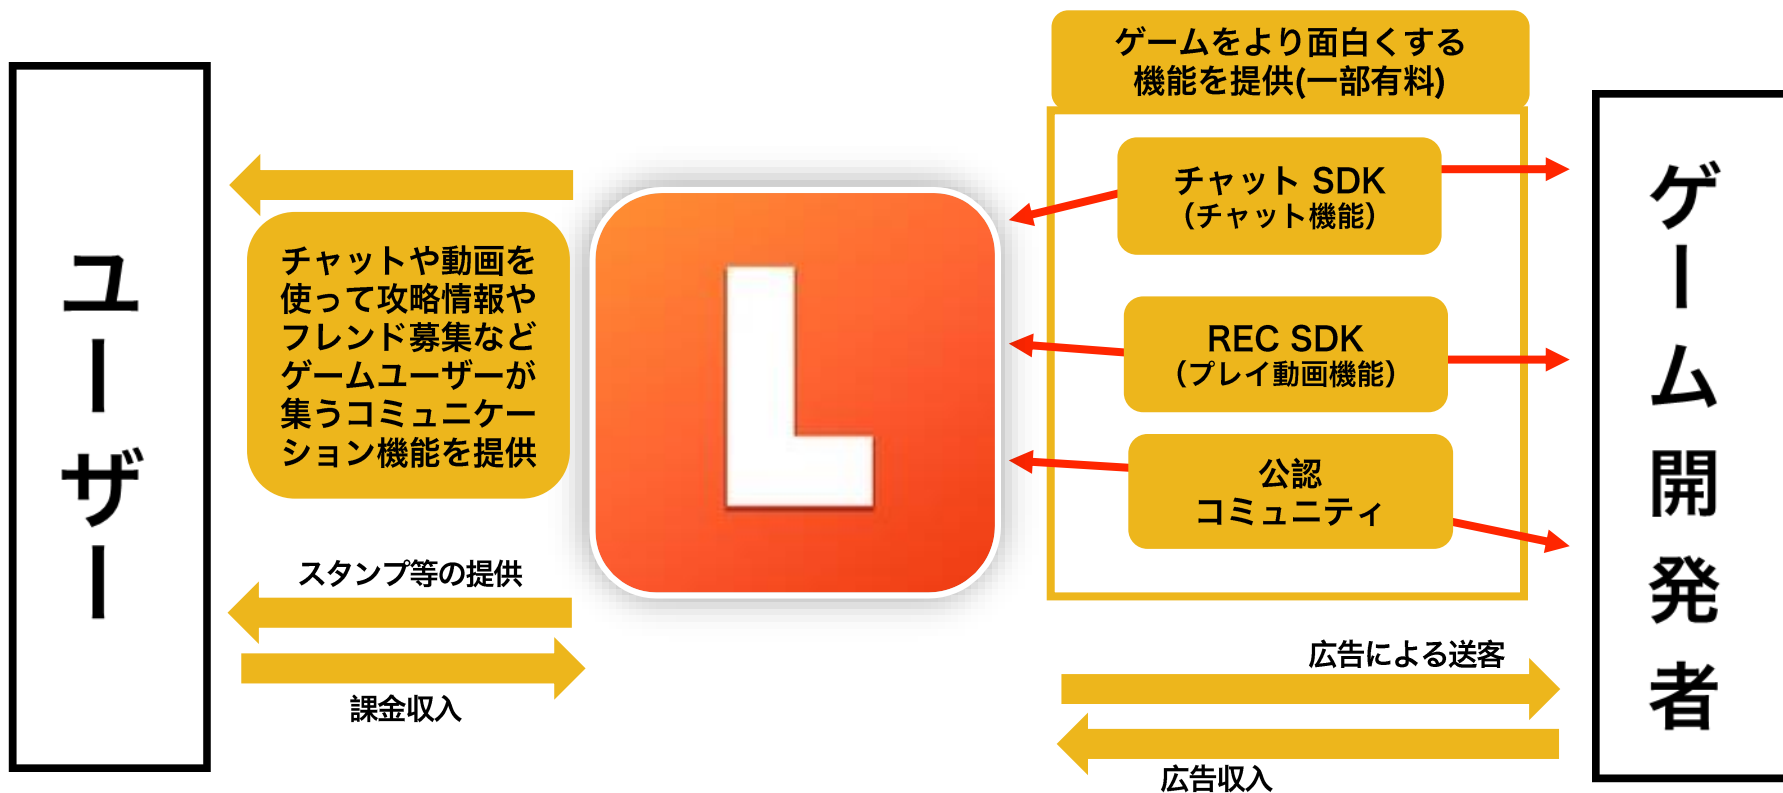 ユーザー
チャットや動画を
使って攻略情報や
フレンド募集など
ゲームユーザーが
集うコミュニケー
ション機能を提供
スタンプ等の提供
課金収入
L
ゲームをより面白くする
機能を提供(一部有料)
チャット SDK
（チャット機能）
REC SDK
（プレイ動画機能）
公認
コミュニティ
広告による送客
広告収入
ゲーム開発者